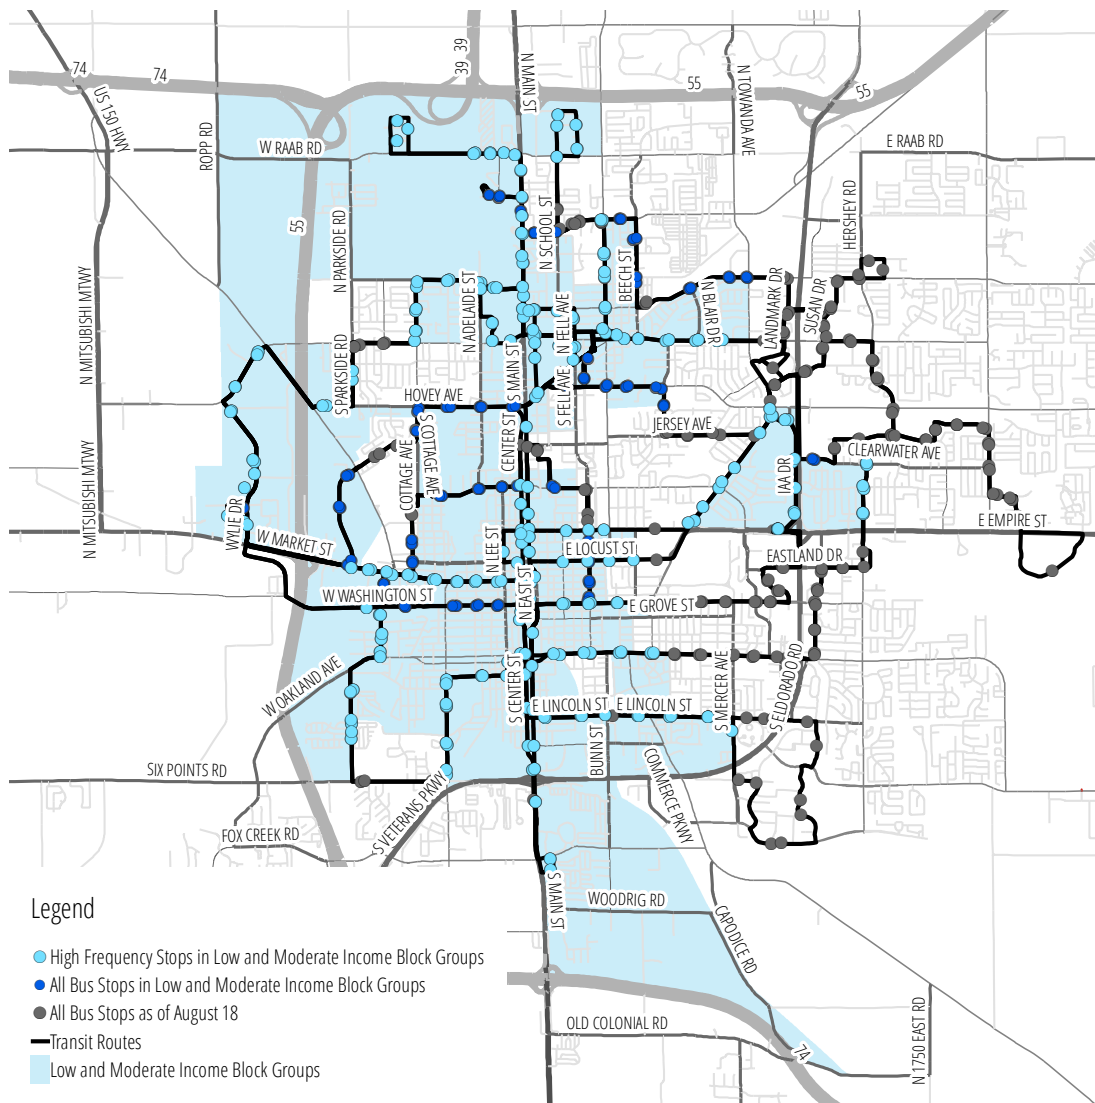 39
39
74
74
US 150 HWY
N MAIN ST
55
55
N TOWANDA AVE
ROPP RD
W RAAB RD
E RAAB RD
HERSHEY RD
55
N PARKSIDE RD
N SCHOOL ST
BEECH ST
N BLAIR DR
LANDMARK DR
SUSAN DR
N MITSUBISHI MTWY
N ADELAIDE ST
N FELL AVE
S PARKSIDE RD
S MAIN ST
S FELL AVE
HOVEY AVE
JERSEY AVE
CENTER ST
S COTTAGE AVE
COTTAGE AVE
CLEARWATER AVE
IAA DR
N MITSUBISHI MTWY
WYLIE DR
W MARKET ST
N LEE ST
E LOCUST ST
E EMPIRE ST
EASTLAND DR
W WASHINGTON ST
N EAST ST
E GROVE ST
W OAKLAND AVE
S CENTER ST
S MERCER AVE
S ELDORADO RD
E LINCOLN ST
E LINCOLN ST
BUNN ST
COMMERCE PKWY
SIX POINTS RD
S VETERANS PKWY
FOX CREEK RD
S MAIN ST
WOODRIG RD
CAPODICE RD
OLD COLONIAL RD
74
N 1750 EAST RD
Legend
High Frequency Stops in Low and Moderate Income Block Groups
All Bus Stops in Low and Moderate Income Block Groups
All Bus Stops as of August 18
Transit Routes
Low and Moderate Income Block Groups